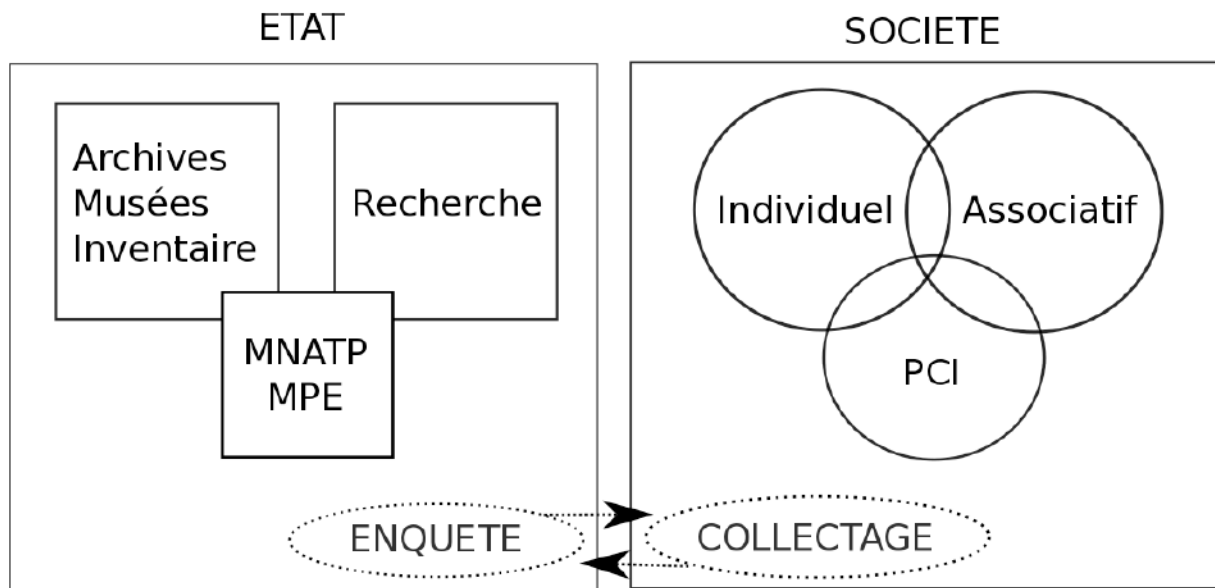 ETAT
SOCIETE
Archives
Musées
Inventaire
Recherche
MNATP
MPE
Individuel
Associatif
PCI
ENQUETE
COLLECTAGE